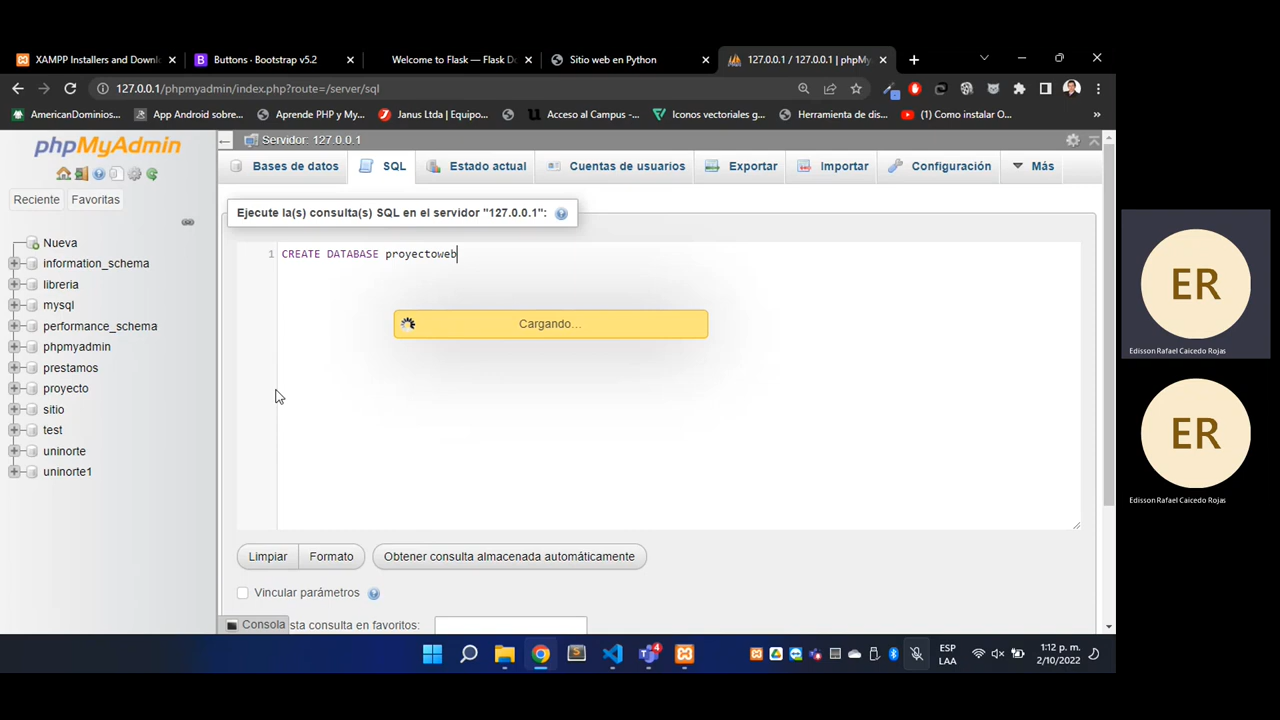 XAMPP Installers and Downl
Buttons · Bootstrap v5.2
Welcome to Flask — Flask D
Sitio web en Python
127.0.0.1 / 127.0.0.1 | phpMy
127.0.0.1/phpmyadmin/index.php?route=/server/sql
AmericanDominios...
App Android sobre...
Aprende PHP y My...
Janus Ltda | Equipo...
Acceso al Campus -...
Iconos vectoriales g...
Herramienta de dis...
(1) Como instalar O...
»
phpMyAdmin
Reciente
Favoritas
Nueva
information_schema
libreria
mysql
performance_schema
phpmyadmin
prestamos
proyecto
sitio
test
uninorte
uninorte1
Servidor: 127.0.0.1
Bases de datos
SQL
Estado actual
Cuentas de usuarios
Exportar
Importar
Configuración
Más
Ejecute la(s) consulta(s) SQL en el servidor "127.0.0.1":
1 CREATE DATABASE proyectoweb
Cargando...
Limpiar
Formato
Obtener consulta almacenada automáticamente
Vincular parámetros
Consola
sta consulta en favoritos:
4
ESP
LAA
1:12 p. m.
2/10/2022
ER
Edisson Rafael Caicedo Rojas
ER
Edisson Rafael Caicedo Rojas